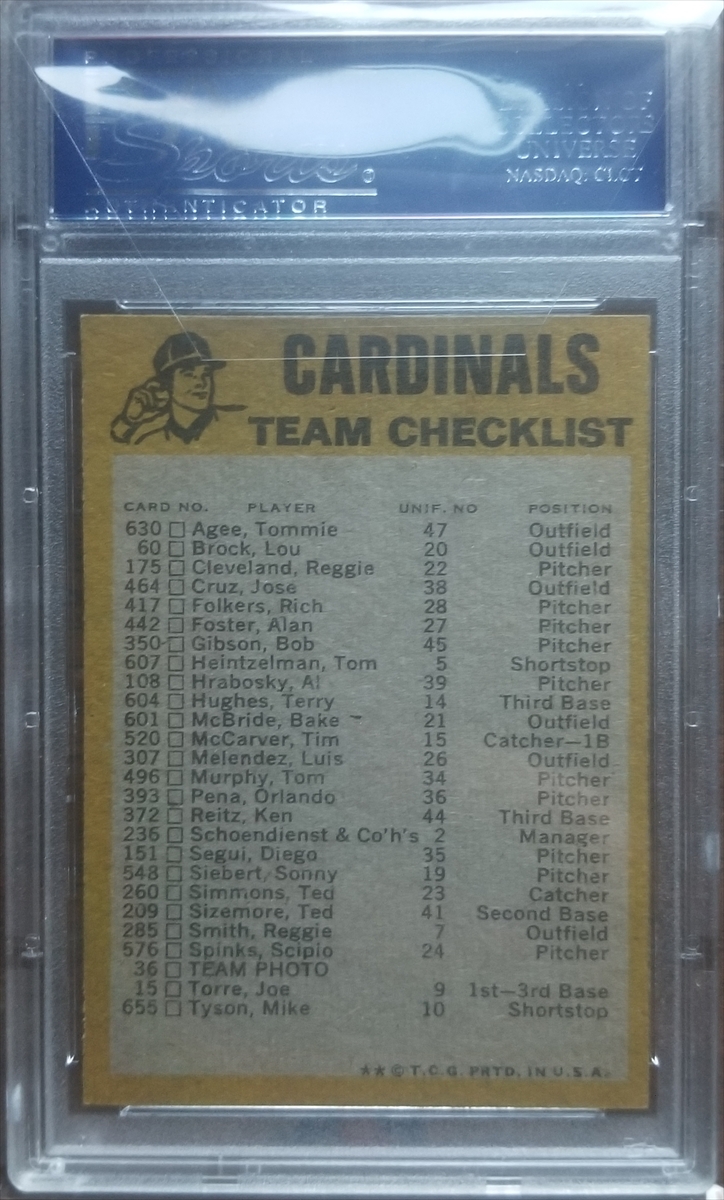 PROFESSIONAL
Sports
AUTHENTICATOR
DIVISION OF
COLLECTORS
UNIVERSE
NASDAQ: CLCT
CARDINALS
TEAM CHECKLIST
CARD NO. PLAYER UNIF. NO POSITION
630 Agee, Tommie 47 Outfield
60 Brock, Lou 20 Outfield
175 Cleveland, Reggie 22 Pitcher
464 Cruz, Jose 38 Outfield
417 Folkers, Rich 28 Pitcher
442 Foster, Alan 27 Pitcher
350 Gibson, Bob 45 Pitcher
607 Heintzelman, Tom 5 Shortstop
108 Hrabosky, Al 39 Pitcher
604 Hughes, Terry 14 Third Base
601 McBride, Bake 21 Outfield
520 McCarver, Tim 15 Catcher—1B
307 Melendez, Luis 26 Outfield
496 Murphy, Tom 34 Pitcher
393 Pena, Orlando 36 Pitcher
372 Reitz, Ken 44 Third Base
236 Schoendienst & Co'h's 2 Manager
151 Segui, Diego 35 Pitcher
548 Siebert, Sonny 19 Pitcher
260 Simmons, Ted 23 Catcher
209 Sizemore, Ted 41 Second Base
285 Smith, Reggie 7 Outfield
576 Spinks, Scipio 24 Pitcher
36 TEAM PHOTO
15 Torre, Joe 9 1st—3rd Base
655 Tyson, Mike 10 Shortstop
★★ © T.C.G. PRTD. IN U.S.A.